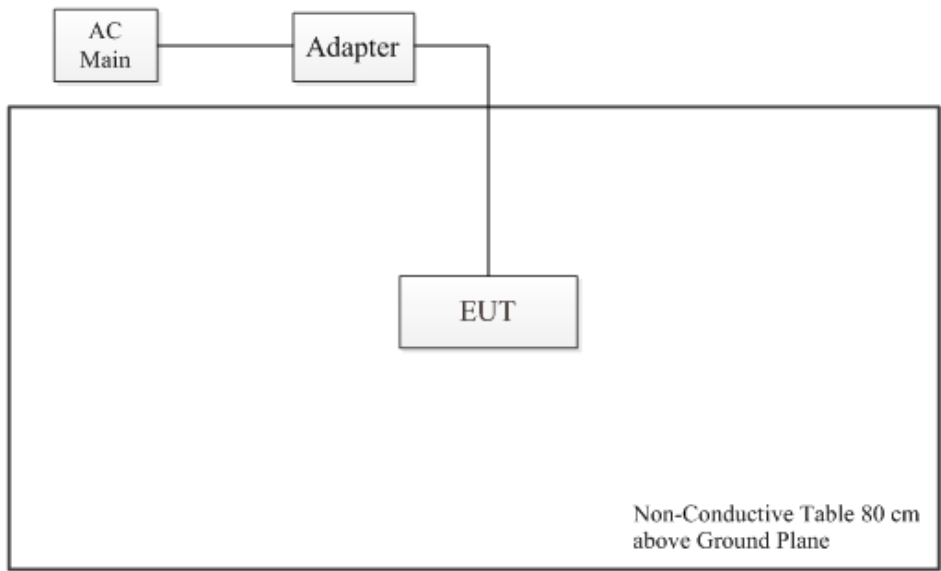 AC
Main
Adapter
EUT
Non-Conductive Table 80 cm
above Ground Plane